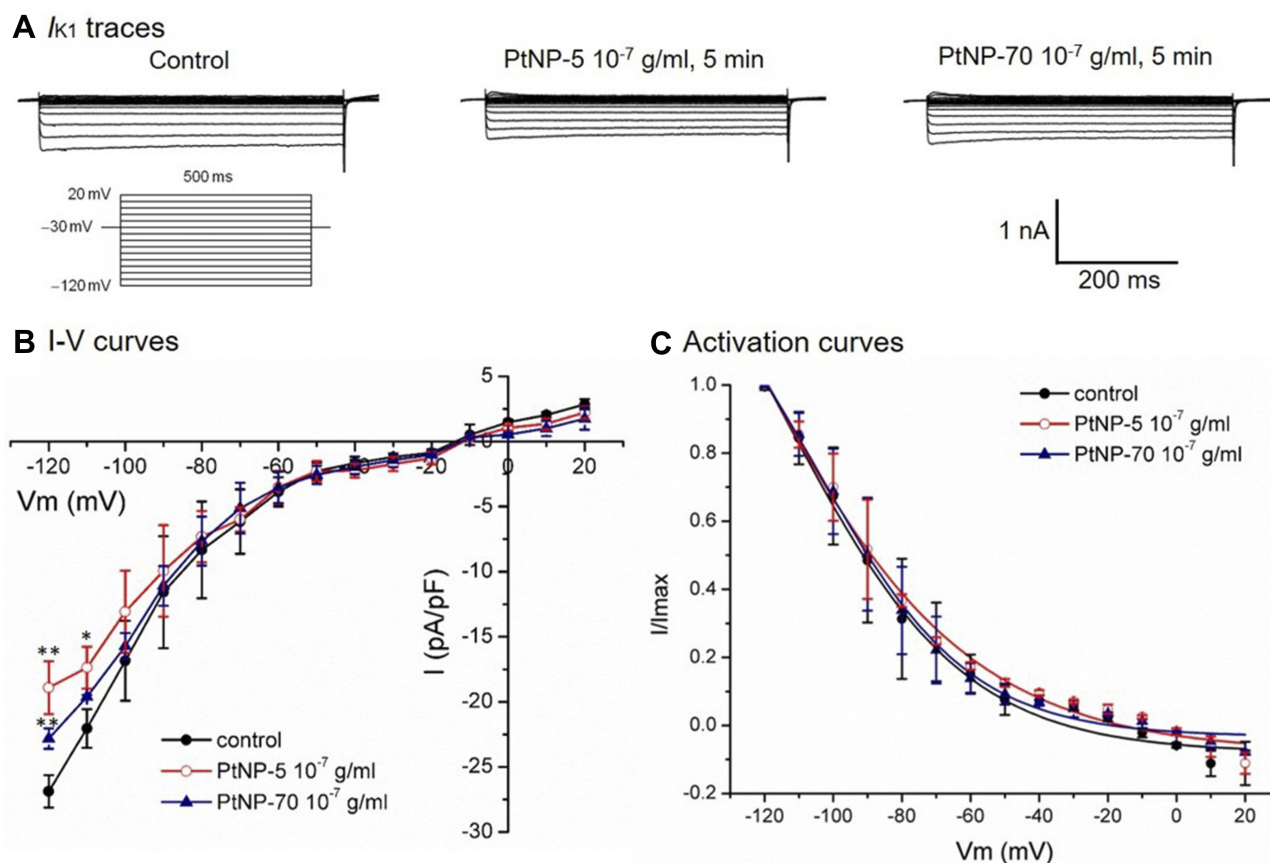 A IK1 traces
Control
PtNP-5 10⁻⁷ g/ml, 5 min
PtNP-70 10⁻⁷ g/ml, 5 min
500 ms
20 mV
−30 mV
−120 mV
1 nA
200 ms
B I-V curves
5
0
-5
-10
-15
-20
-25
-30
-120 -100 -80 -60 -40 -20 0 20
Vm (mV)
I (pA/pF)
** *
**
control
PtNP-5 10⁻⁷ g/ml
PtNP-70 10⁻⁷ g/ml
C Activation curves
1.0
0.8
0.6
0.4
0.2
0.0
-0.2
I/Imax
control
PtNP-5 10⁻⁷ g/ml
PtNP-70 10⁻⁷ g/ml
-120 -100 -80 -60 -40 -20 0 20
Vm (mV)